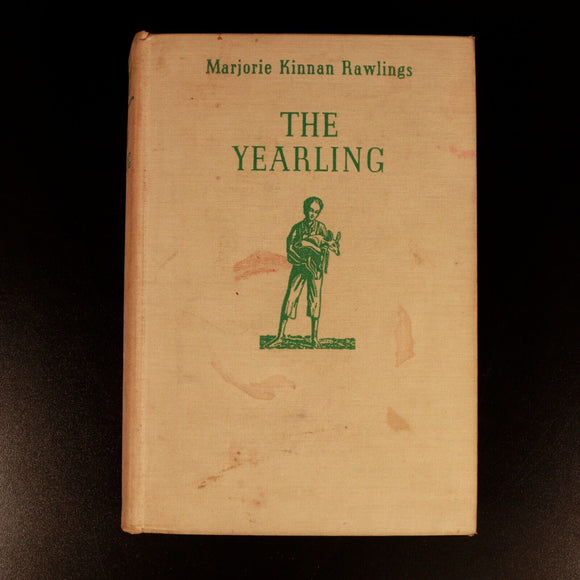 Marjorie Kinnan Rawlings
THE
YEARLING